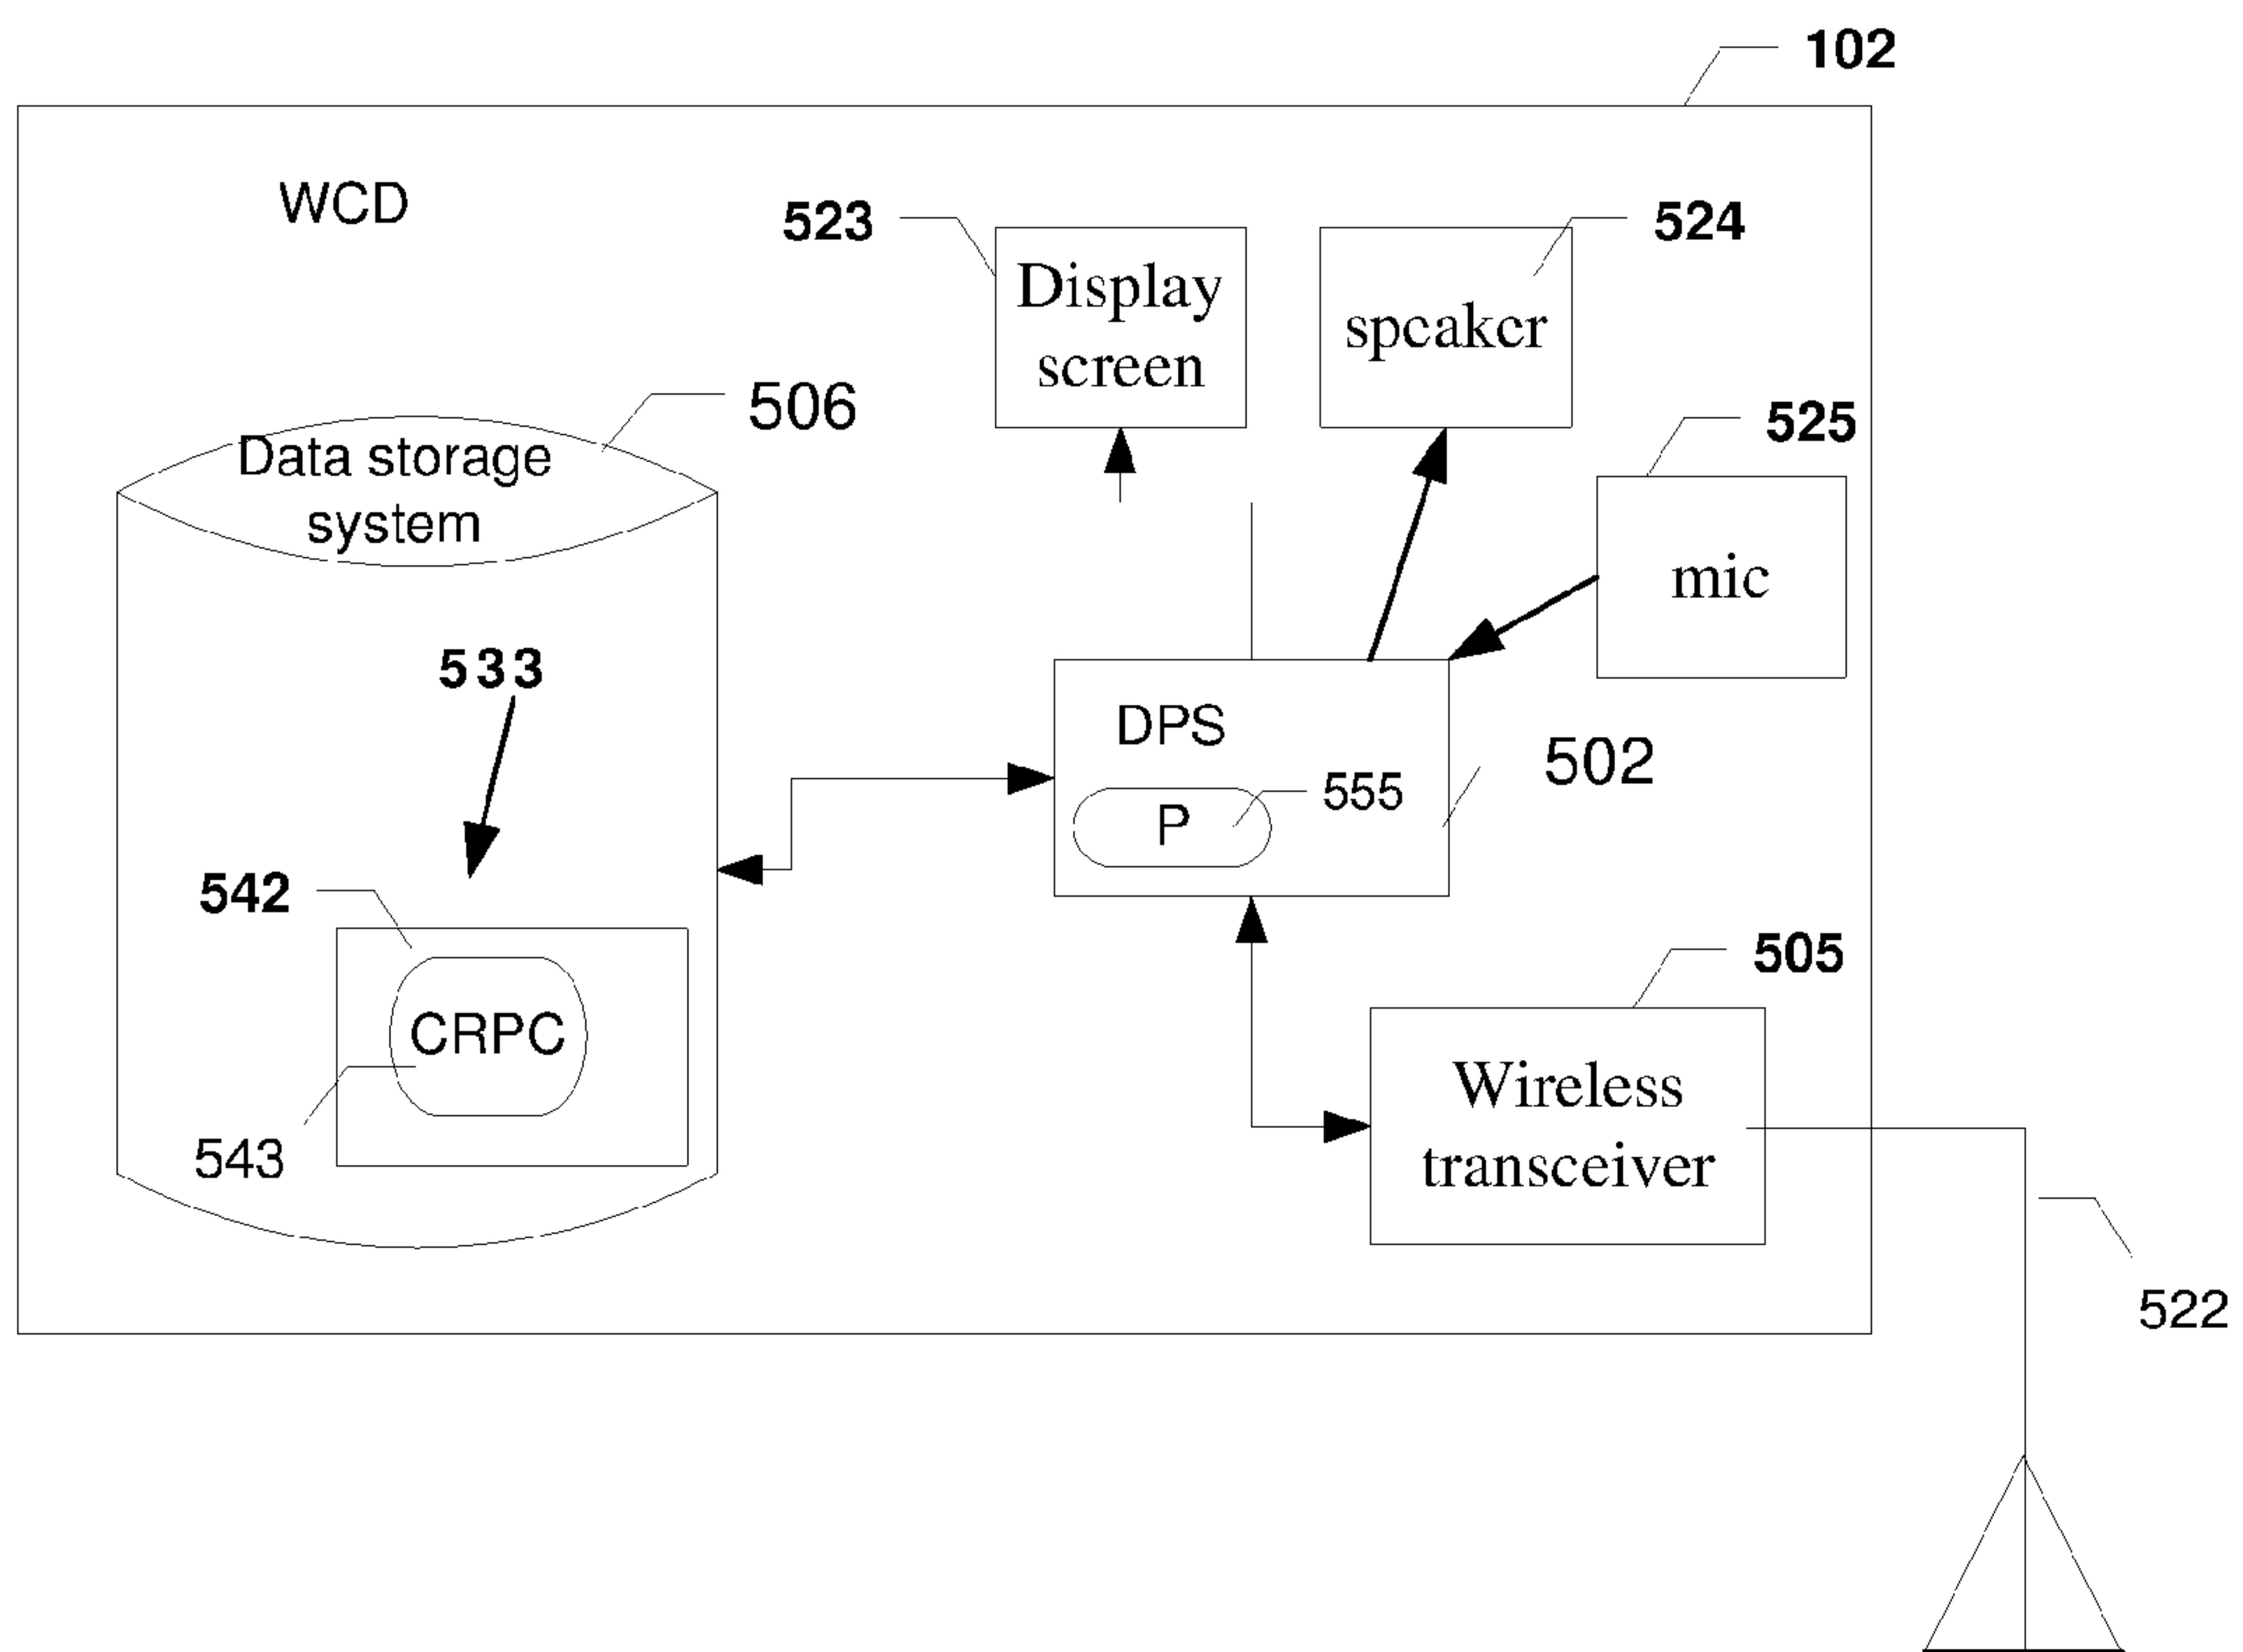 102
WCD
523
524
Display
screen
speaker
506
525
Data storage
system
mic
533
DPS
502
555
P
542
505
CRPC
Wireless
transceiver
543
522